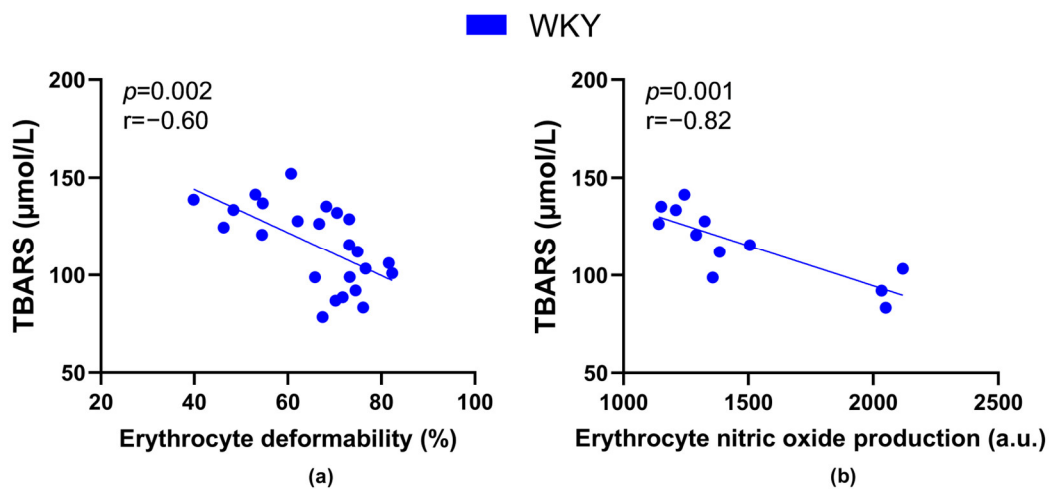 WKY
p=0.002
r=−0.60
200
150
100
50
TBARS (µmol/L)
20 40 60 80 100
Erythrocyte deformability (%)
(a)
p=0.001
r=−0.82
200
150
100
50
TBARS (µmol/L)
1000 1500 2000 2500
Erythrocyte nitric oxide production (a.u.)
(b)